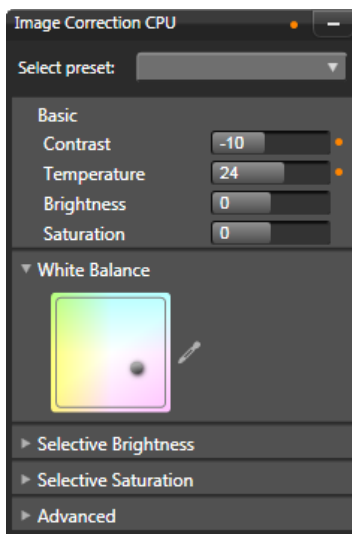 Image Correction CPU
Select preset:
Basic
Contrast -10
Temperature 24
Brightness 0
Saturation 0
White Balance
Selective Brightness
Selective Saturation
Advanced